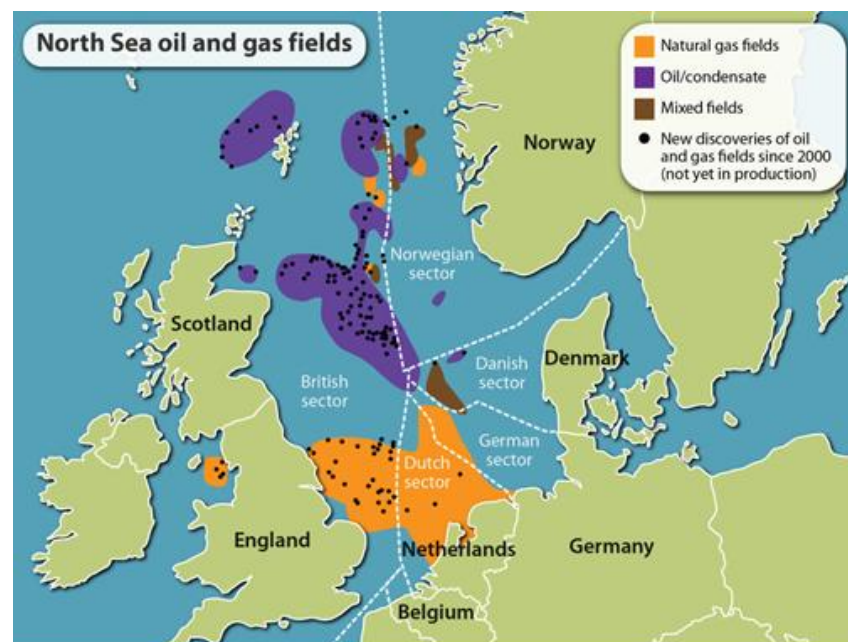 North Sea oil and gas fields
Natural gas fields
Oil/condensate
Mixed fields
New discoveries of oil
and gas fields since 2000
(not yet in production)
Norway
Norwegian
sector
Scotland
British
sector
Danish
sector
Denmark
German
sector
Dutch
sector
England
Netherlands
Germany
Belgium